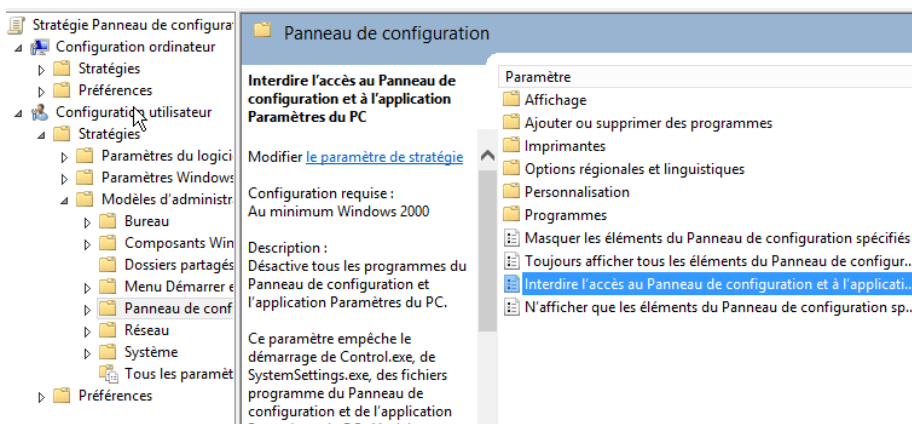 Stratégie Panneau de configura
Configuration ordinateur
Stratégies
Préférences
Configuration utilisateur
Stratégies
Paramètres du logici
Paramètres Windows
Modèles d'administr
Bureau
Composants Win
Dossiers partagés
Menu Démarrer e
Panneau de conf
Réseau
Système
Tous les paramèt
Préférences
Panneau de configuration
Interdire l'accès au Panneau de
configuration et à l'application
Paramètres du PC
Modifier le paramètre de stratégie
Configuration requise :
Au minimum Windows 2000
Description :
Désactive tous les programmes du
Panneau de configuration et
l'application Paramètres du PC.
Ce paramètre empêche le
démarrage de Control.exe, de
SystemSettings.exe, des fichiers
programme du Panneau de
configuration et de l'application
Paramètre
Affichage
Ajouter ou supprimer des programmes
Imprimantes
Options régionales et linguistiques
Personnalisation
Programmes
Masquer les éléments du Panneau de configuration spécifiés
Toujours afficher tous les éléments du Panneau de configur...
Interdire l'accès au Panneau de configuration et à l'applicati...
N'afficher que les éléments du Panneau de configuration sp...